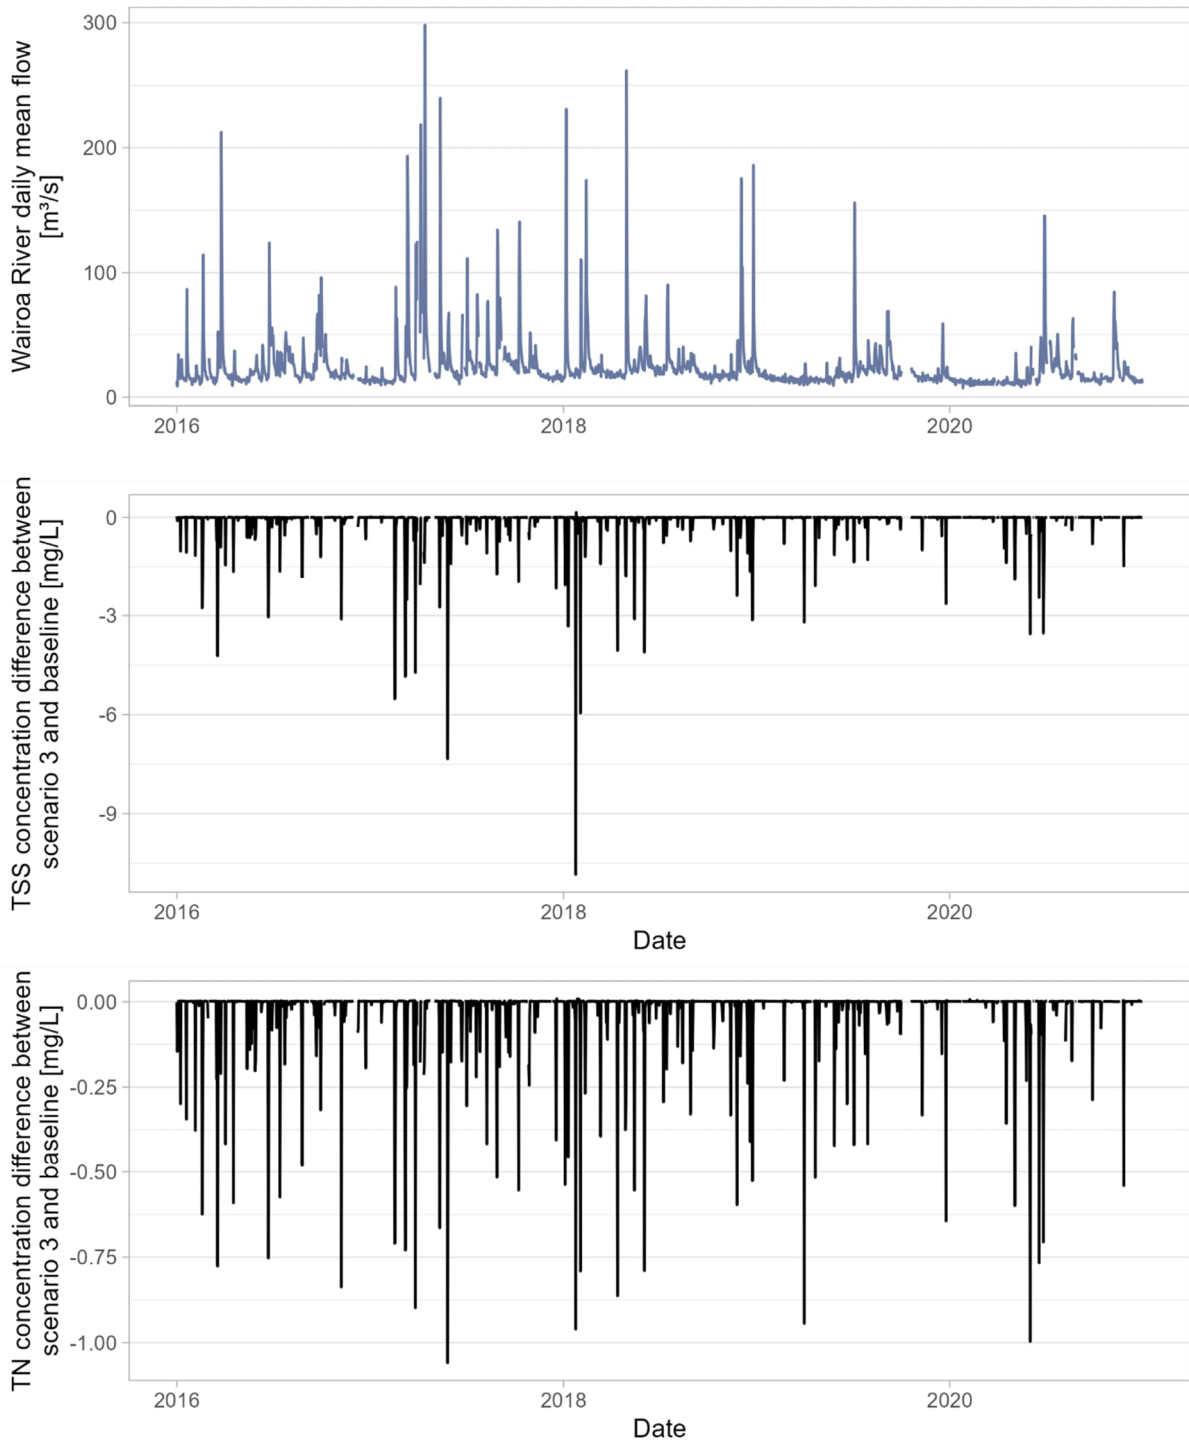 Wairoa River daily mean flow
[m³/s]
300
200
100
0
2016
2018
2020
TSS concentration difference between
scenario 3 and baseline [mg/L]
0
-3
-6
-9
2016
2018
2020
Date
TN concentration difference between
scenario 3 and baseline [mg/L]
0.00
-0.25
-0.50
-0.75
-1.00
2016
2018
2020
Date